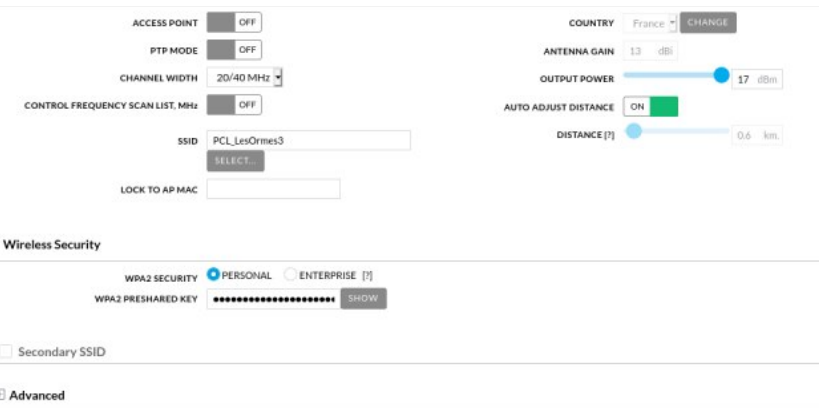 ACCESS POINT OFF
PTP MODE OFF
CHANNEL WIDTH 20/40 MHz
CONTROL FREQUENCY SCAN LIST, MHz OFF
SSID PCL_LesOrmes3
SELECT...
LOCK TO AP MAC
COUNTRY France CHANGE
ANTENNA GAIN 13 dBi
OUTPUT POWER 17 dBm
AUTO ADJUST DISTANCE ON
DISTANCE [?] 0.6 km.
Wireless Security
WPA2 SECURITY PERSONAL ENTERPRISE [?]
WPA2 PRESHARED KEY SHOW
Secondary SSID
Advanced